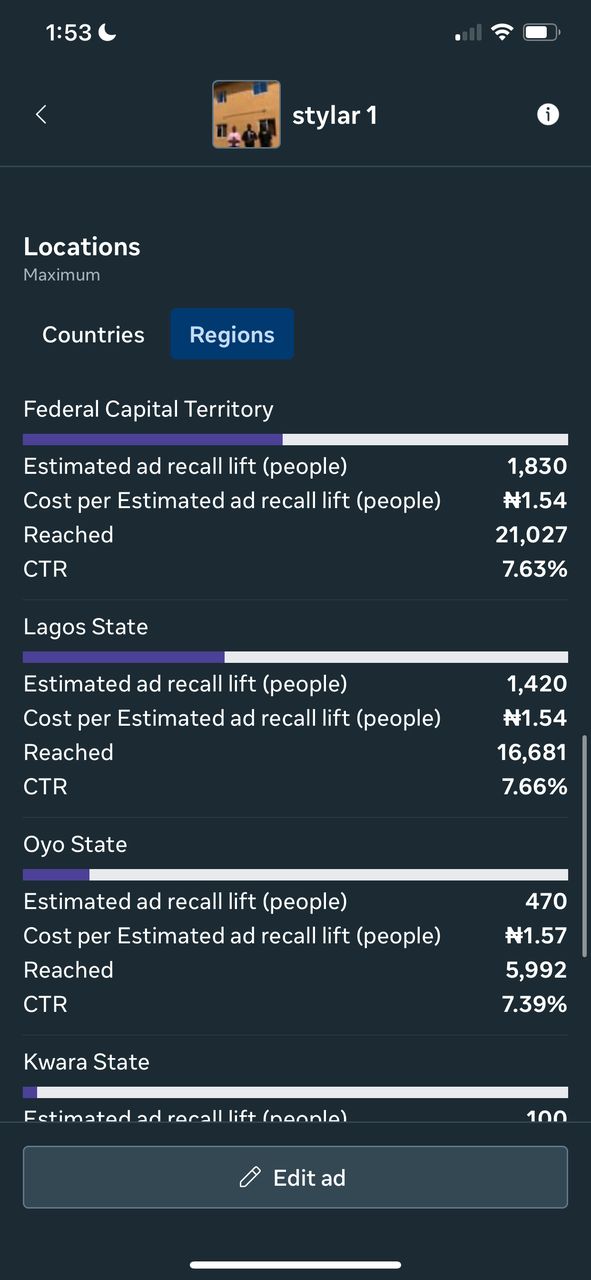 1:53
stylar 1
Locations
Maximum
Countries Regions
Federal Capital Territory
Estimated ad recall lift (people) 1,830
Cost per Estimated ad recall lift (people) ₦1.54
Reached 21,027
CTR 7.63%
Lagos State
Estimated ad recall lift (people) 1,420
Cost per Estimated ad recall lift (people) ₦1.54
Reached 16,681
CTR 7.66%
Oyo State
Estimated ad recall lift (people) 470
Cost per Estimated ad recall lift (people) ₦1.57
Reached 5,992
CTR 7.39%
Kwara State
Estimated ad recall lift (people) 100
Edit ad